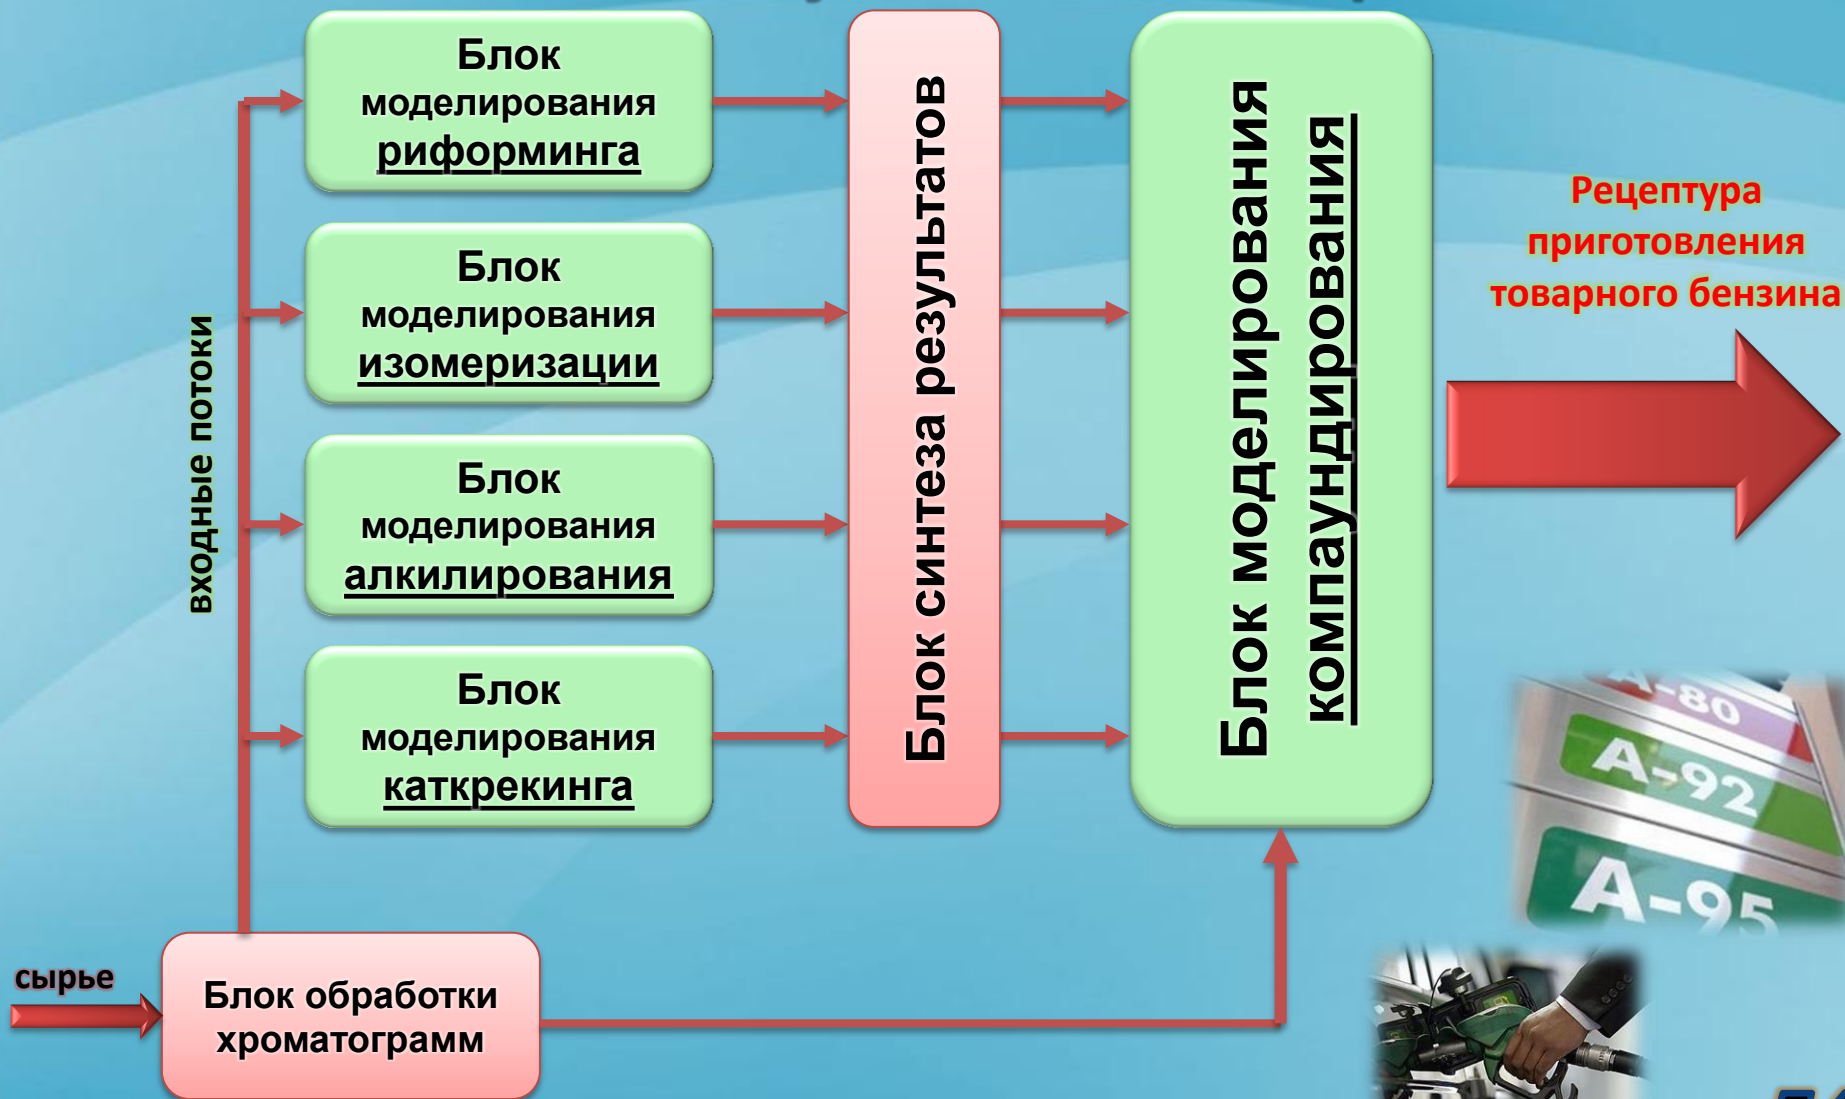 Блок
моделирования
риформинга
Блок
моделирования
изомеризации
Блок
моделирования
алкилирования
Блок
моделирования
каткрекинга
входные потоки
Блок синтеза результатов
Блок моделирования
компаундирования
Рецептура
приготовления
товарного бензина
А-80
А-92
А-95
сырье
Блок обработки
хроматограмм